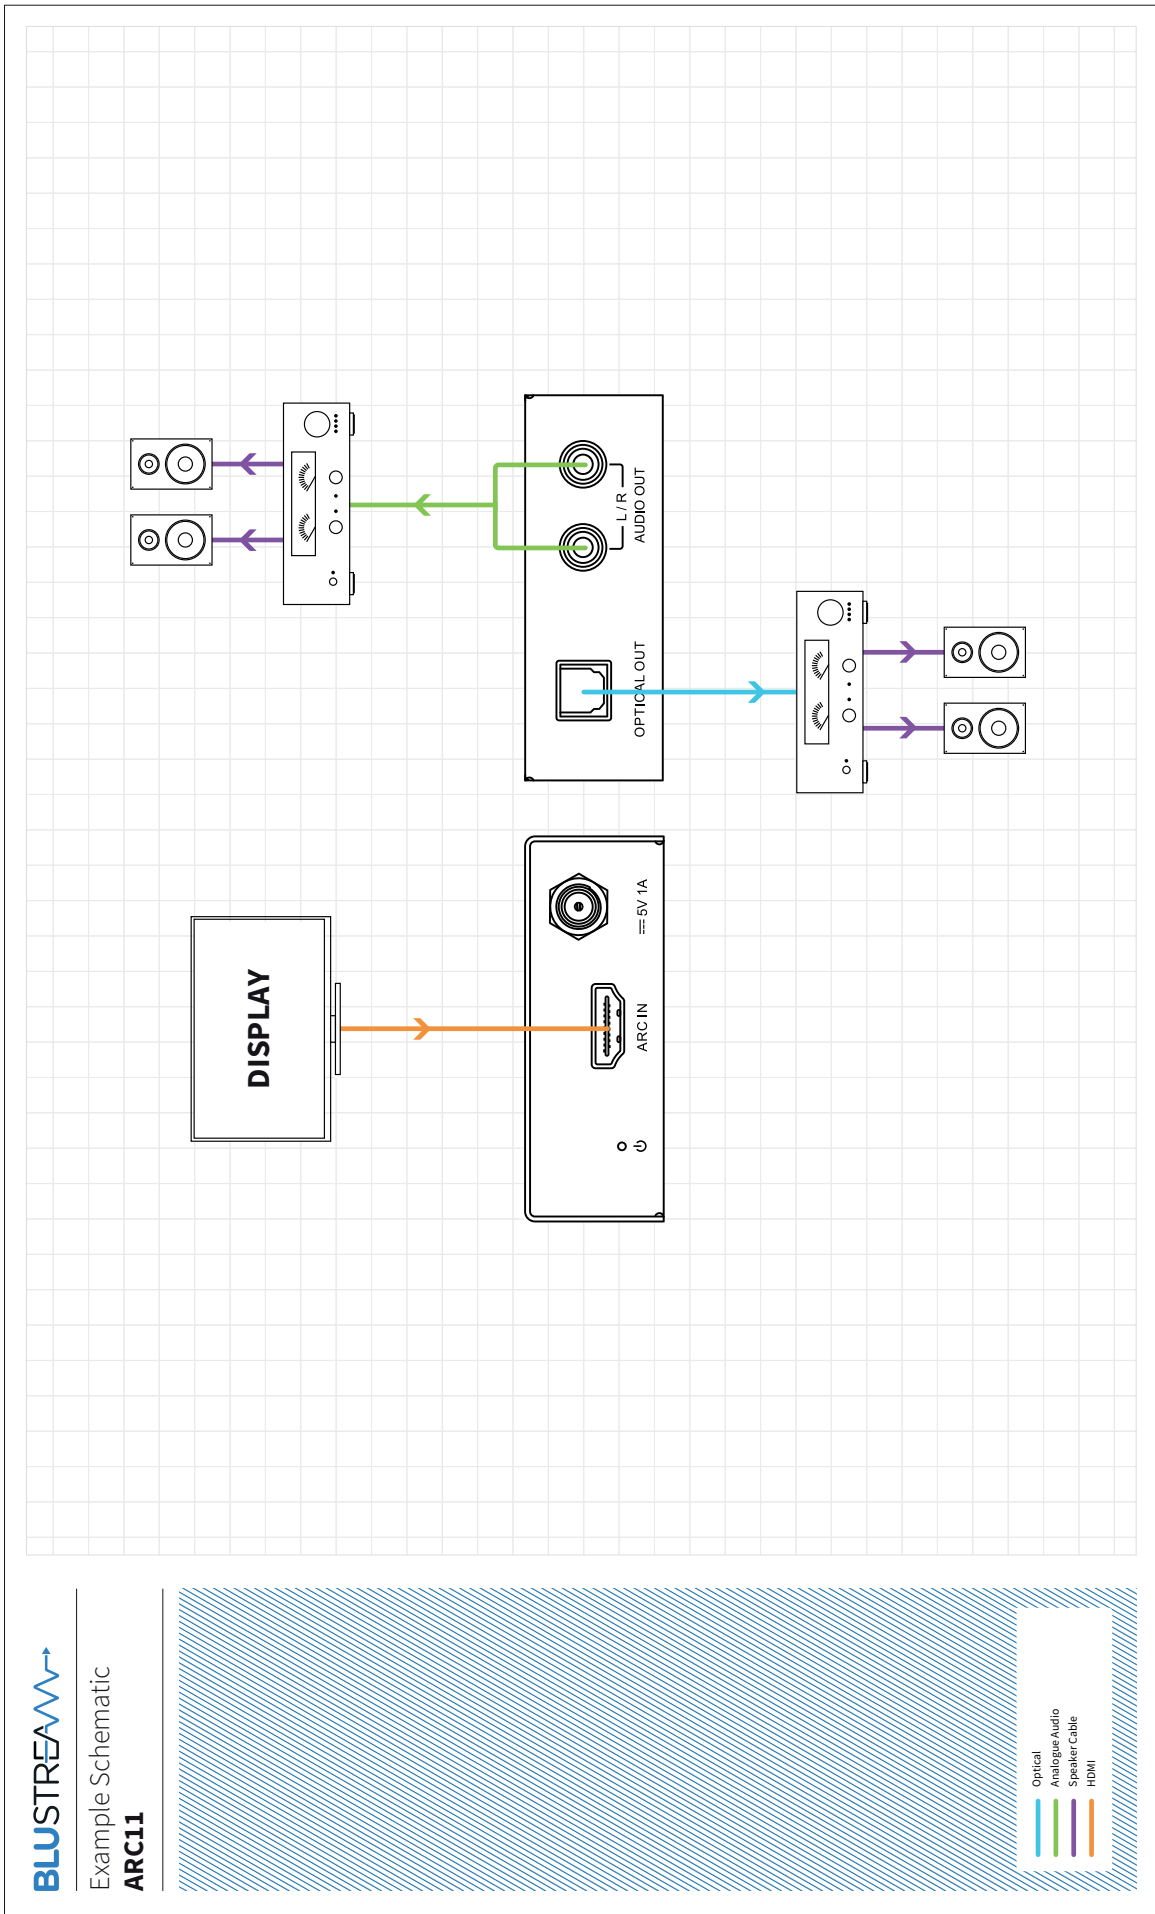 BLUSTREAM
Example Schematic
ARC11
DISPLAY
ARC IN
5V 1A
OPTICAL OUT
L / R
AUDIO OUT
Optical
Analogue Audio
Speaker Cable
HDMI